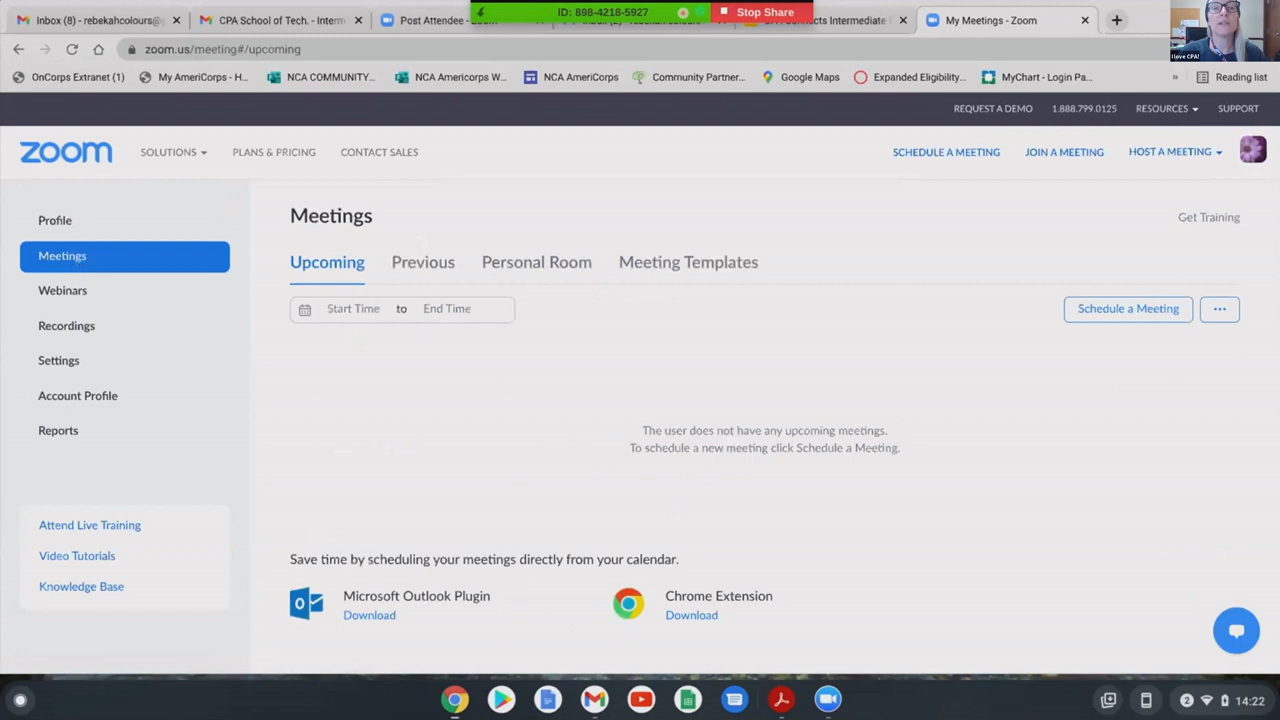 Inbox (8) - rebekahcolours@
CPA School of Tech. - Interm
Post Attendee - Zoom
ID: 898-4218-5927
Stop Share
Connects Intermediate
My Meetings - Zoom
zoom.us/meeting#/upcoming
I love CPA!
OnCorps Extranet (1)
My AmeriCorps - H...
NCA COMMUNITY...
NCA Americorps W...
NCA AmeriCorps
Community Partner...
Google Maps
Expanded Eligibility...
MyChart - Login Pa...
»
Reading list
REQUEST A DEMO
1.888.799.0125
RESOURCES
SUPPORT
zoom
SOLUTIONS
PLANS & PRICING
CONTACT SALES
SCHEDULE A MEETING
JOIN A MEETING
HOST A MEETING
Profile
Meetings
Webinars
Recordings
Settings
Account Profile
Reports
Attend Live Training
Video Tutorials
Knowledge Base
Meetings
Get Training
Upcoming
Previous
Personal Room
Meeting Templates
Start Time to End Time
Schedule a Meeting
The user does not have any upcoming meetings.
To schedule a new meeting click Schedule a Meeting.
Save time by scheduling your meetings directly from your calendar.
Microsoft Outlook Plugin
Download
Chrome Extension
Download
2
14:22